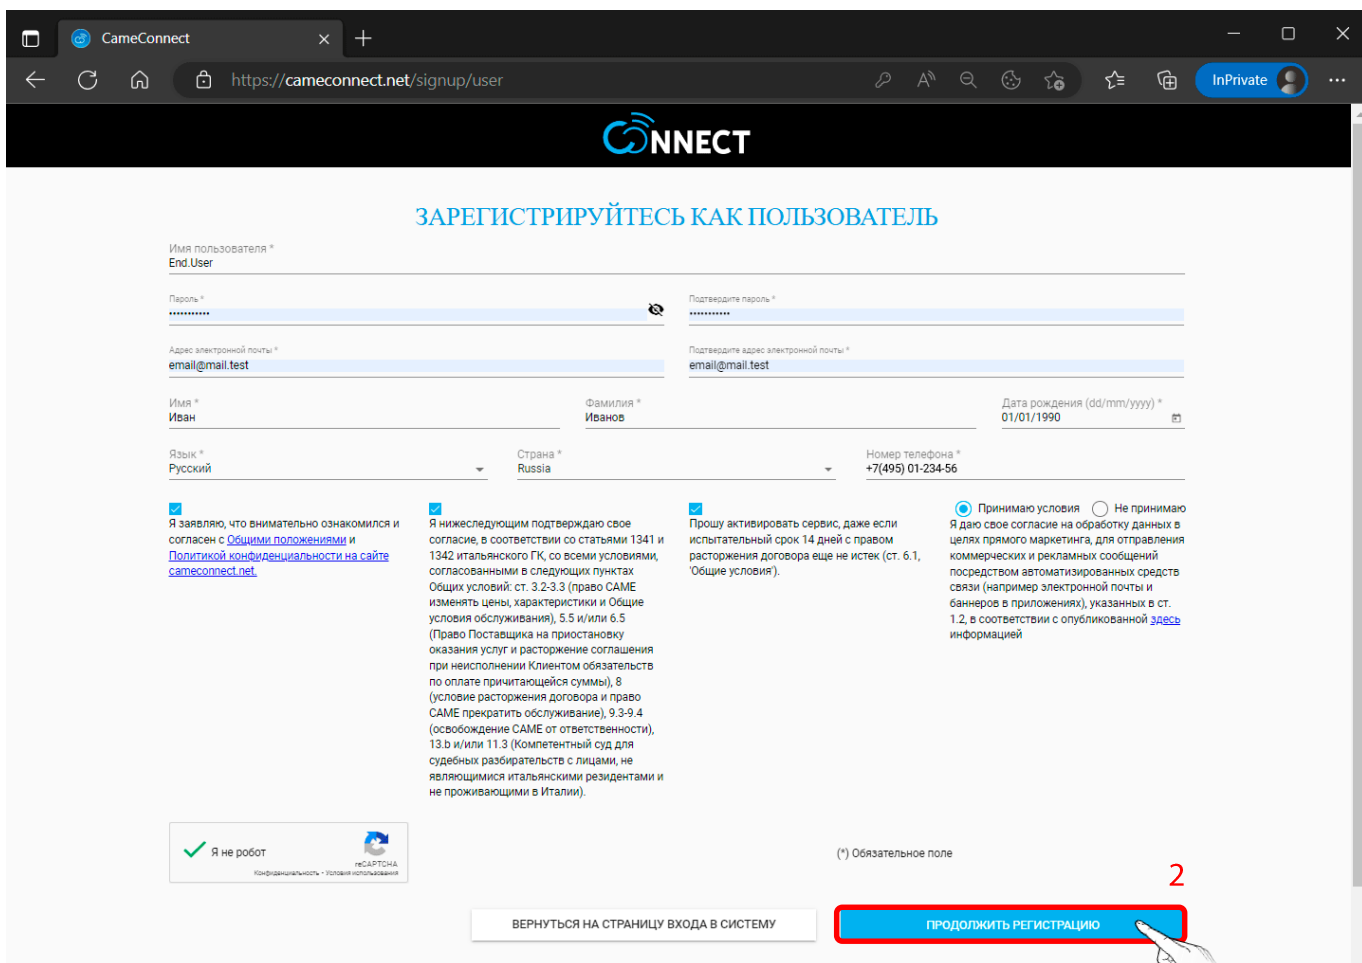 CameConnect
https://cameconnect.net/signup/user
InPrivate
CONNECT
ЗАРЕГИСТРИРУЙТЕСЬ КАК ПОЛЬЗОВАТЕЛЬ
Имя пользователя *
End.User
Пароль *
•••••••••••
Подтвердите пароль *
•••••••••••
Адрес электронной почты *
email@mail.test
Подтвердите адрес электронной почты *
email@mail.test
Имя *
Иван
Фамилия *
Иванов
Дата рождения (dd/mm/yyyy) *
01/01/1990
Язык *
Русский
Страна *
Russia
Номер телефона *
+7(495) 01-234-56
Я заявляю, что внимательно ознакомился и
согласен с Общими положениями и
Политикой конфиденциальности на сайте
cameconnect.net.
Я нижеследующим подтверждаю свое
согласие, в соответствии со статьями 1341 и
1342 итальянского ГК, со всеми условиями,
согласованными в следующих пунктах
Общих условий: ст. 3.2-3.3 (право CAME
изменять цены, характеристики и Общие
условия обслуживания), 5.5 и/или 6.5
(Право Поставщика на приостановку
оказания услуг и расторжение соглашения
при неисполнении Клиентом обязательств
по оплате причитающейся суммы), 8
(условие расторжения договора и право
CAME прекратить обслуживание), 9.3-9.4
(освобождение CAME от ответственности),
13.b и/или 11.3 (Компетентный суд для
судебных разбирательств с лицами, не
являющимися итальянскими резидентами и
не проживающими в Италии).
Прошу активировать сервис, даже если
испытательный срок 14 дней с правом
расторжения договора еще не истек (ст. 6.1,
'Общие условия').
Принимаю условия
Не принимаю
Я даю свое согласие на обработку данных в
целях прямого маркетинга, для отправления
коммерческих и рекламных сообщений
посредством автоматизированных средств
связи (например электронной почты и
баннеров в приложениях), указанных в ст.
1.2, в соответствии с опубликованной здесь
информацией
Я не робот
reCAPTCHA
Конфиденциальность - Условия использования
(*) Обязательное поле
2
ВЕРНУТЬСЯ НА СТРАНИЦУ ВХОДА В СИСТЕМУ
ПРОДОЛЖИТЬ РЕГИСТРАЦИЮ